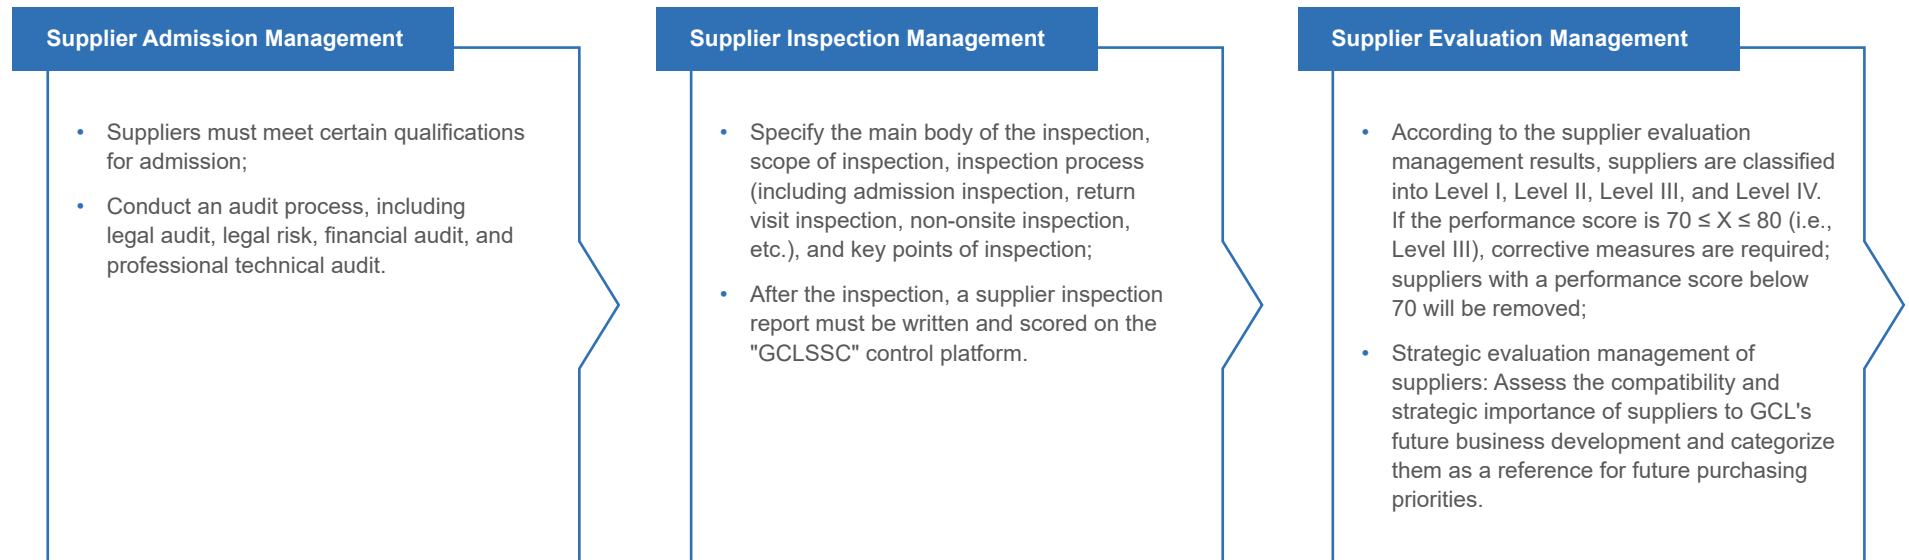 Supplier Admission Management
• Suppliers must meet certain qualifications
for admission;
• Conduct an audit process, including
legal audit, legal risk, financial audit, and
professional technical audit.
Supplier Inspection Management
• Specify the main body of the inspection,
scope of inspection, inspection process
(including admission inspection, return
visit inspection, non-onsite inspection,
etc.), and key points of inspection;
• After the inspection, a supplier inspection
report must be written and scored on the
"GCLSSC" control platform.
Supplier Evaluation Management
• According to the supplier evaluation
management results, suppliers are classified
into Level I, Level II, Level III, and Level IV.
If the performance score is 70 ≤ X ≤ 80 (i.e.,
Level III), corrective measures are required;
suppliers with a performance score below
70 will be removed;
• Strategic evaluation management of
suppliers: Assess the compatibility and
strategic importance of suppliers to GCL's
future business development and categorize
them as a reference for future purchasing
priorities.